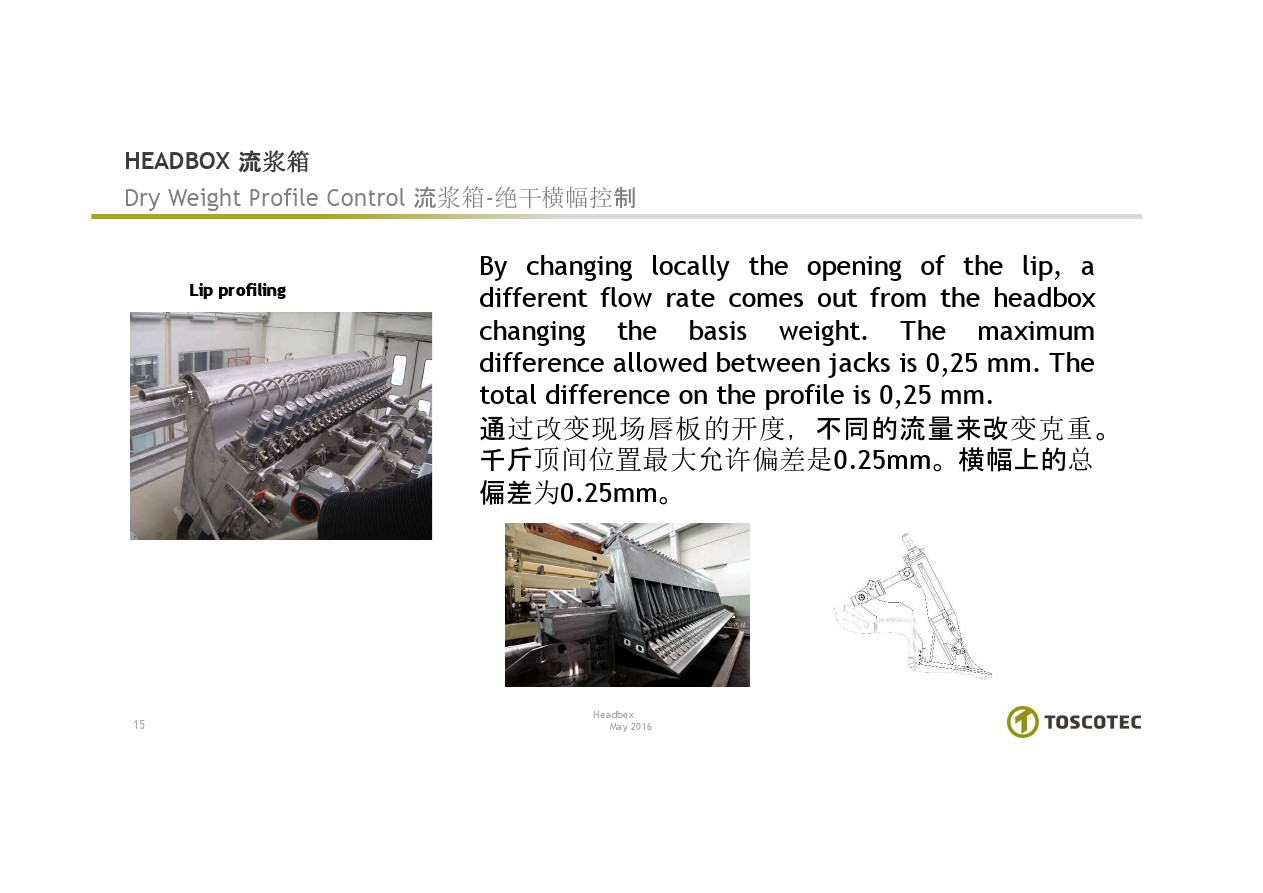 HEADBOX 流浆箱
Dry Weight Profile Control 流浆箱-绝干横幅控制
Lip profiling
By changing locally the opening of the lip, a
different flow rate comes out from the headbox
changing the basis weight. The maximum
difference allowed between jacks is 0,25 mm. The
total difference on the profile is 0,25 mm.
通过改变现场唇板的开度，不同的流量来改变克重。
千斤顶间位置最大允许偏差是0.25mm。横幅上的总
偏差为0.25mm。
15
Headbox
May 2016
TOSCOTEC